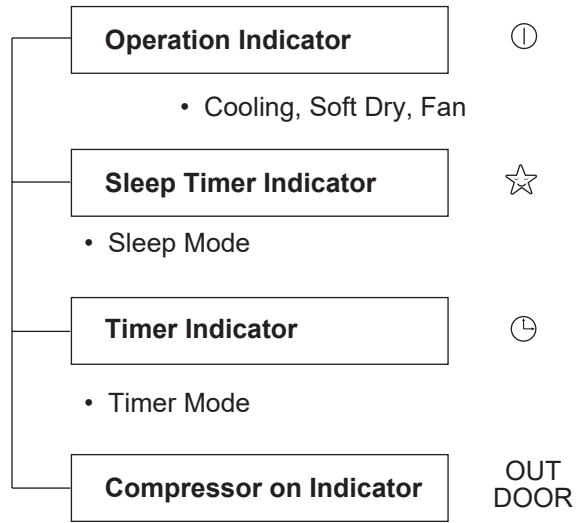 Operation Indicator
• Cooling, Soft Dry, Fan
Sleep Timer Indicator
• Sleep Mode
Timer Indicator
• Timer Mode
Compressor on Indicator
OUT
DOOR